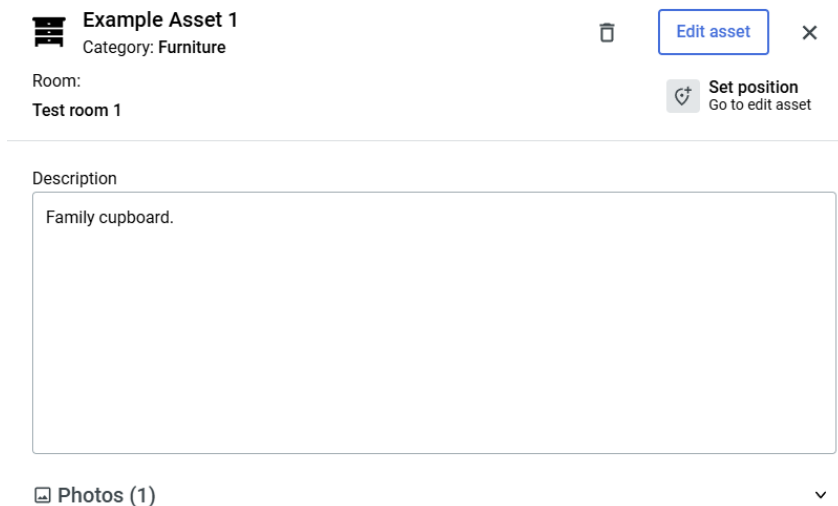 Example Asset 1
Category: Furniture
Edit asset
Room:
Test room 1
Set position
Go to edit asset
Description
Family cupboard.
Photos (1)